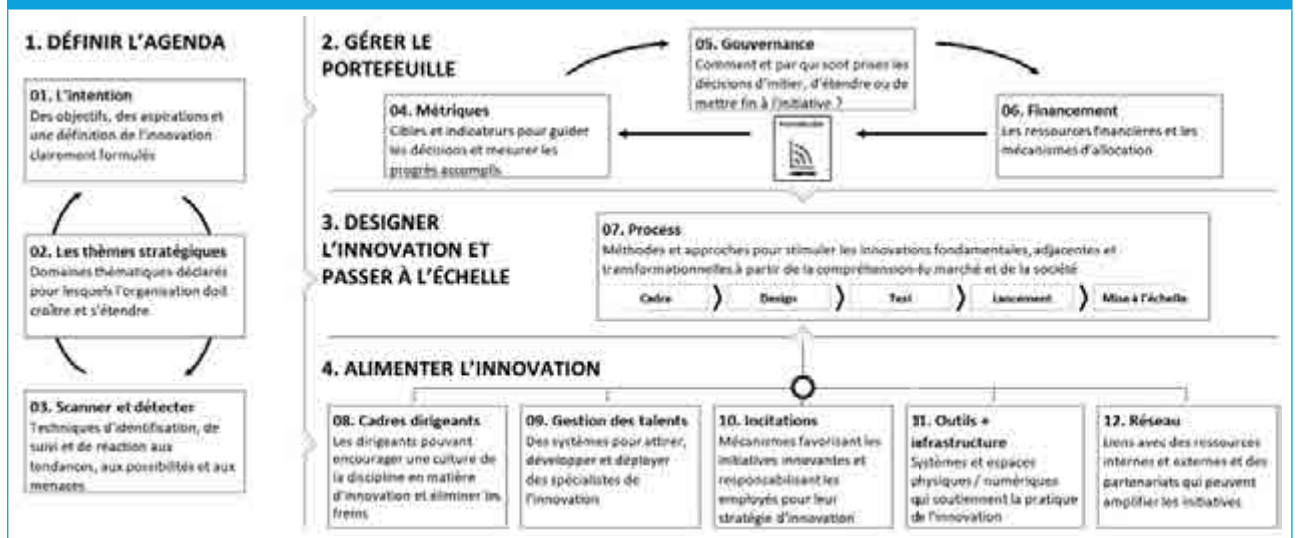 1. DÉFINIR L'AGENDA
01. L'intention
Des objectifs, des aspirations et
une définition de l'innovation
clairement formulés
02. Les thèmes stratégiques
Domaines thématiques déclarés
pour lesquels l'organisation doit
croître et s'étendre
03. Scanner et détecter
Techniques d'identification, de
suivi et de réaction aux
tendances, aux possibilités et aux
menaces
2. GÉRER LE
PORTEFEUILLE
04. Métriques
Cibles et indicateurs pour guider
les décisions et mesurer les
progrès accomplis
05. Gouvernance
Comment et par qui sont prises les
décisions d'initier, d'étendre ou de
mettre fin à l'initiative ?
06. Financement
Les ressources financières et les
mécanismes d'allocation
3. DESIGNER
L'INNOVATION ET
PASSER À L'ÉCHELLE
07. Process
Méthodes et approches pour stimuler les innovations fondamentales, adjacentes et
transformationnelles à partir de la compréhension du marché et de la société
Cadre
Design
Test
Lancement
Mise à l'échelle
4. ALIMENTER L'INNOVATION
08. Cadres dirigeants
Les dirigeants pouvant
encourager une culture de
la discipline en matière
d'innovation et éliminer les
freins
09. Gestion des talents
Des systèmes pour attirer,
développer et déployer
des spécialistes de
l'innovation
10. Incitations
Mécanismes favorisant les
initiatives innovantes et
responsabilisant les
employés pour leur
stratégie d'innovation
11. Outils +
infrastructure
Systèmes et espaces
physiques / numériques
qui soutiennent la pratique
de l'innovation
12. Réseau
Liens avec des ressources
internes et externes et des
partenariats qui peuvent
amplifier les initiatives